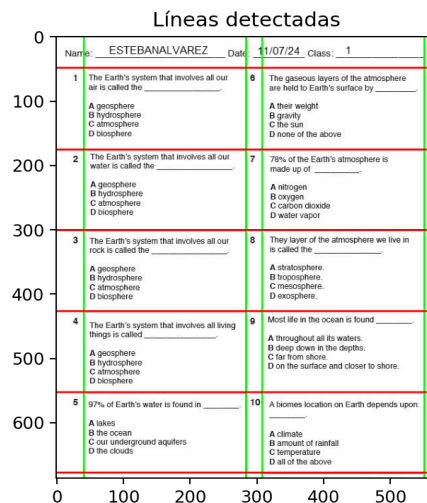 Líneas detectadas
Name: ESTEBANALVAREZ Date: 11/07/24 Class: 1
1 The Earth's system that involves all our
air is called the ________________.
A geosphere
B hydrosphere
C atmosphere
D biosphere
6 The gaseous layers of the atmosphere
are held to Earth's surface by ________.
A their weight
B gravity
C the sun
D none of the above
2 The Earth's system that involves all our
water is called the ________________.
A geosphere
B hydrosphere
C atmosphere
D biosphere
7 78% of the Earth's atmosphere is
made up of _________.
A nitrogen
B oxygen
C carbon dioxide
D water vapor
3 The Earth's system that involves all our
rock is called the ________________.
A geosphere
B hydrosphere
C atmosphere
D biosphere
8 They layer of the atmosphere we live in
is called the ___________.
A stratosphere.
B troposphere.
C mesosphere.
D exosphere.
4 The Earth's system that involves all living
things is called ___________.
A geosphere
B hydrosphere
C atmosphere
D biosphere
9 Most life in the ocean is found ________.
A throughout all its waters.
B deep down in the depths.
C far from shore.
D on the surface and closer to shore.
5 97% of Earth's water is found in ________.
A lakes
B the ocean
C our underground aquifers
D the clouds
10 A biomes location on Earth depends upon:
________.
A climate
B amount of rainfall
C temperature
D all of the above
0
100
200
300
400
500
600
0 100 200 300 400 500